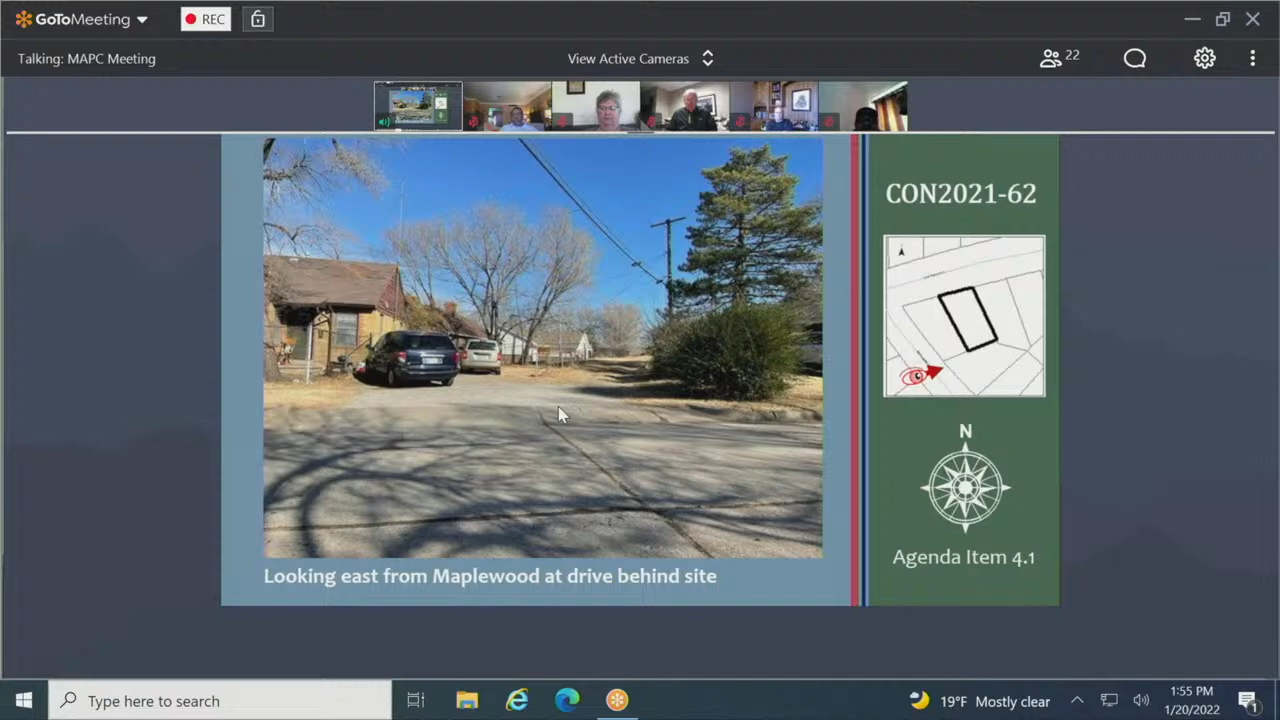 GoToMeeting
REC
Talking: MAPC Meeting
View Active Cameras
22
CON2021-62
N
Agenda Item 4.1
Looking east from Maplewood at drive behind site
Type here to search
19°F Mostly clear
1:55 PM
1/20/2022
1